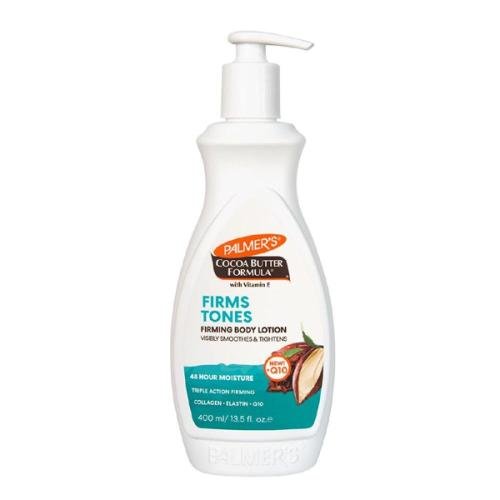 PALMER'S®
COCOA BUTTER
FORMULA®
with Vitamin E
FIRMS
TONES
FIRMING BODY LOTION
VISIBLY SMOOTHES & TIGHTENS
NEW!
+Q10
48 HOUR MOISTURE
TRIPLE ACTION FIRMING
COLLAGEN • ELASTIN • Q10
400 ml/ 13.5 fl. oz.e
PALMER'S